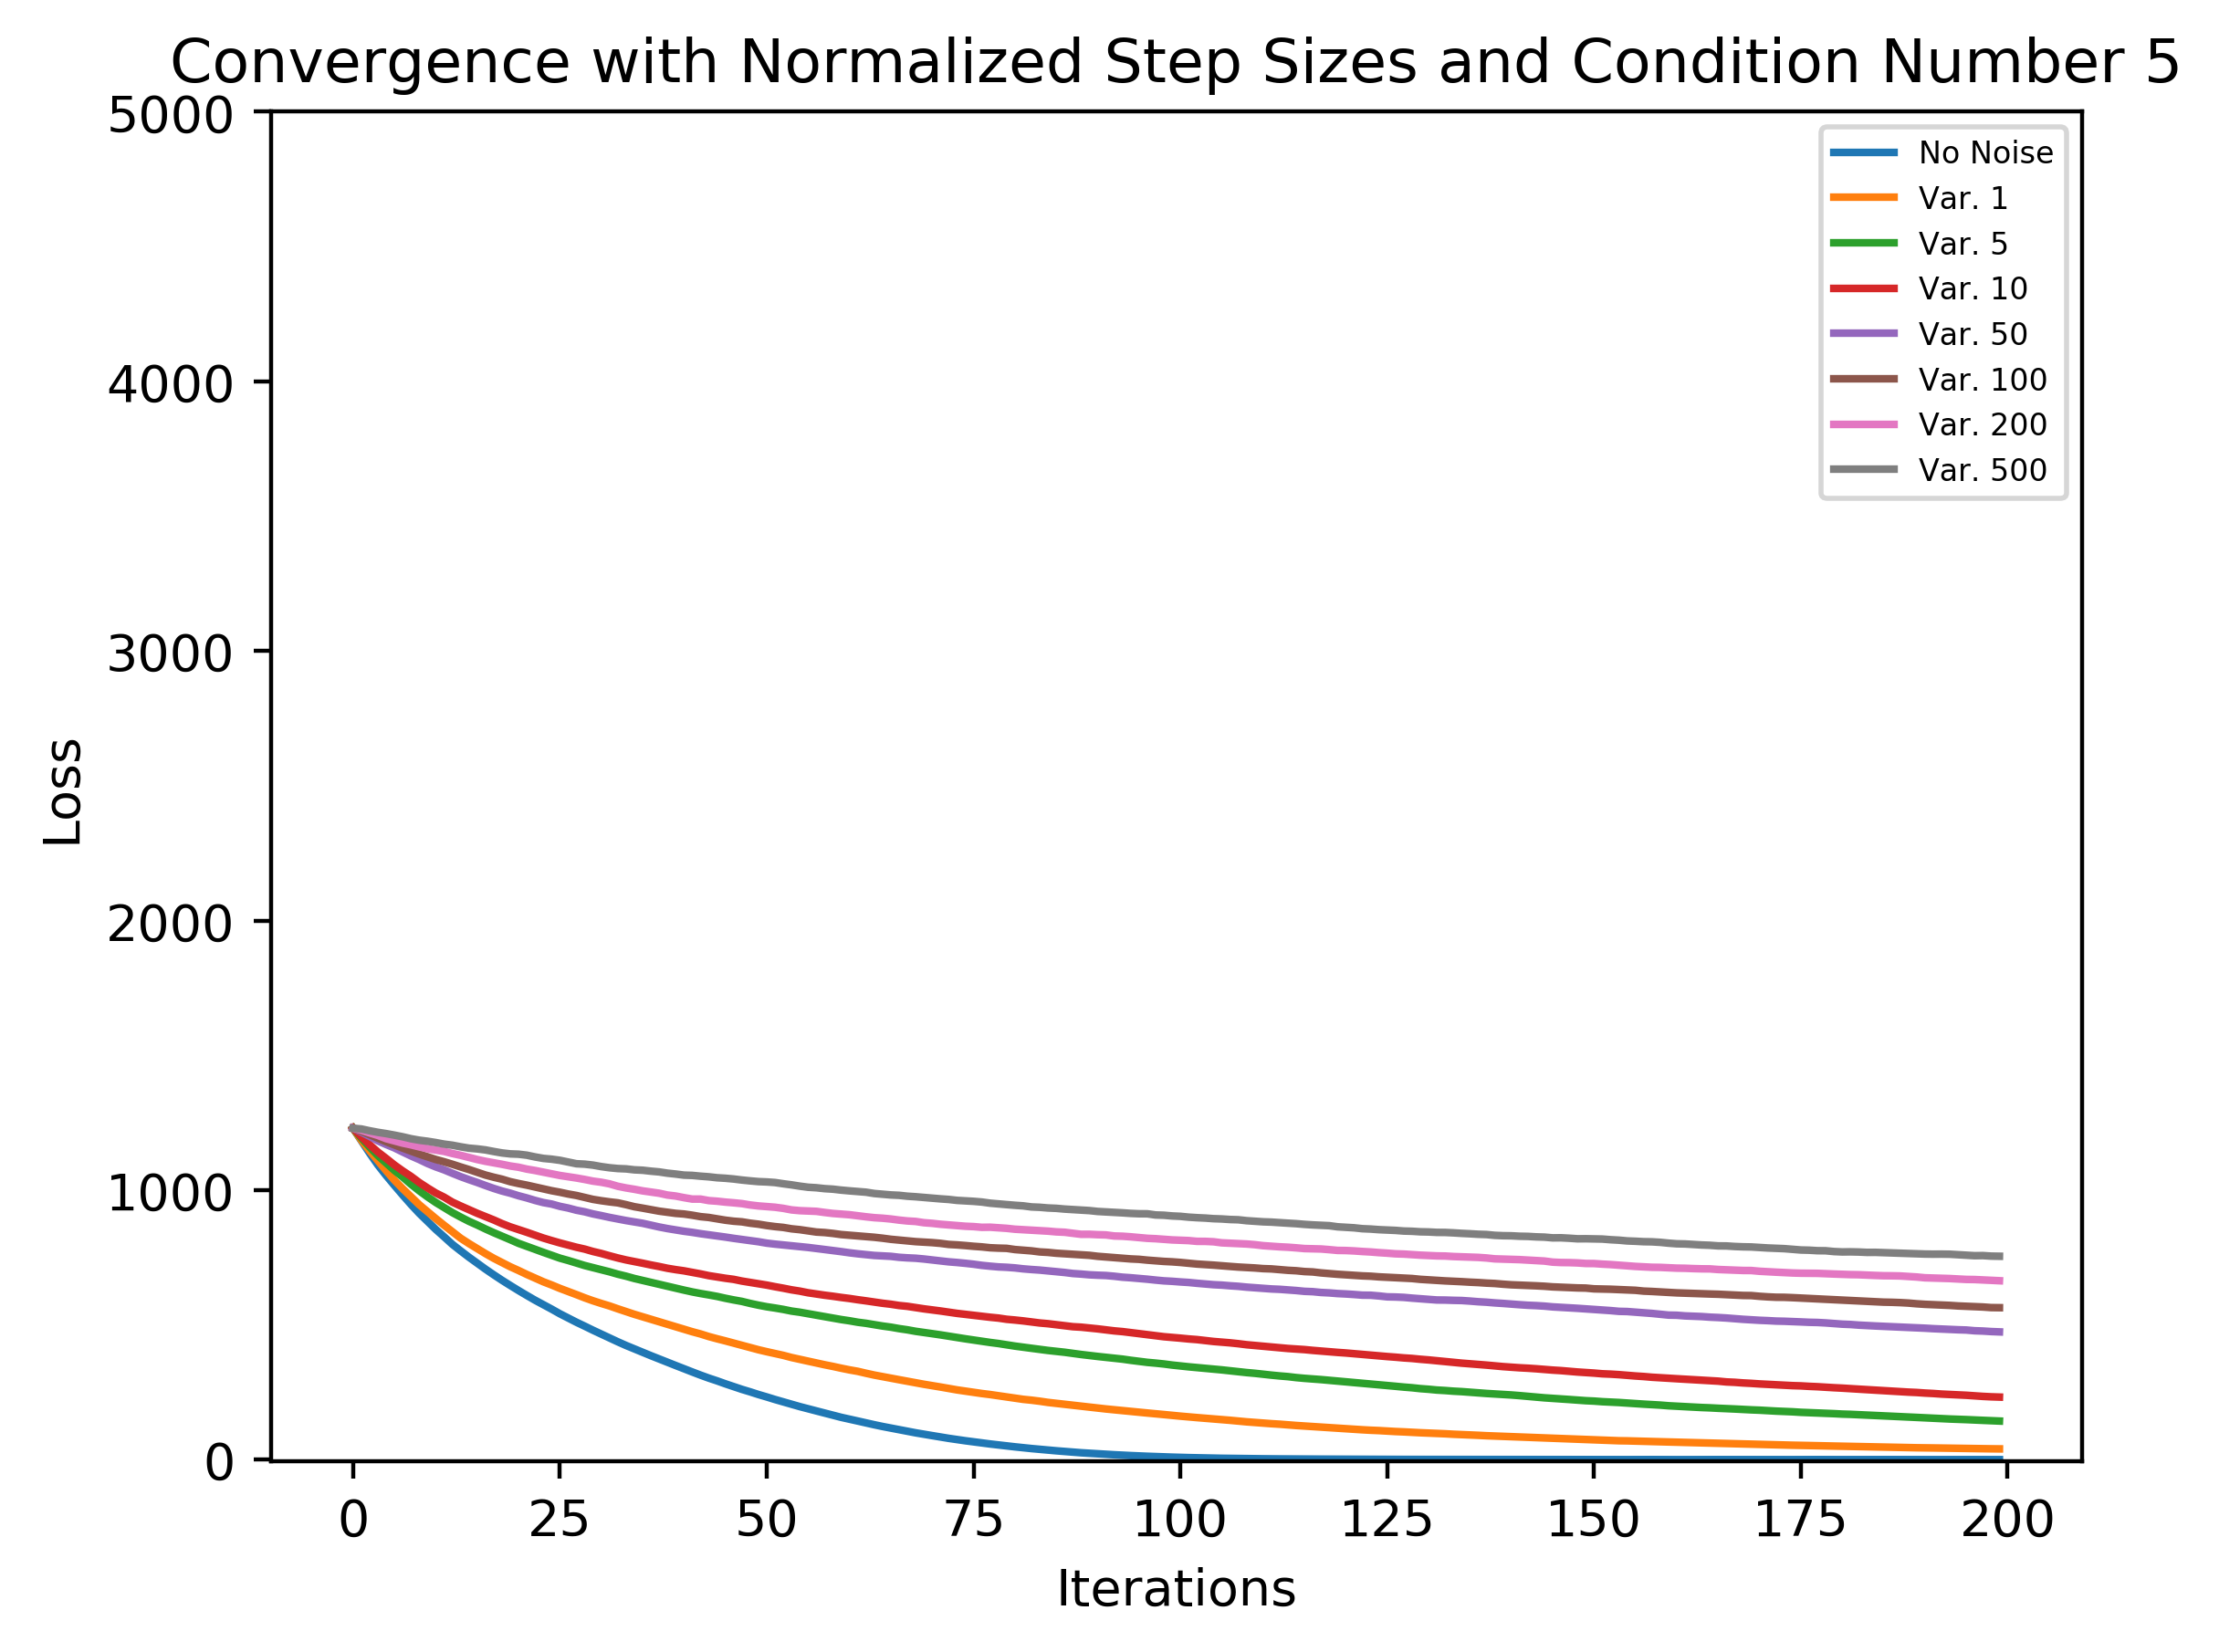 Convergence with Normalized Step Sizes and Condition Number 5
5000
4000
3000
2000
1000
0
Loss
No Noise
Var. 1
Var. 5
Var. 10
Var. 50
Var. 100
Var. 200
Var. 500
0 25 50 75 100 125 150 175 200
Iterations